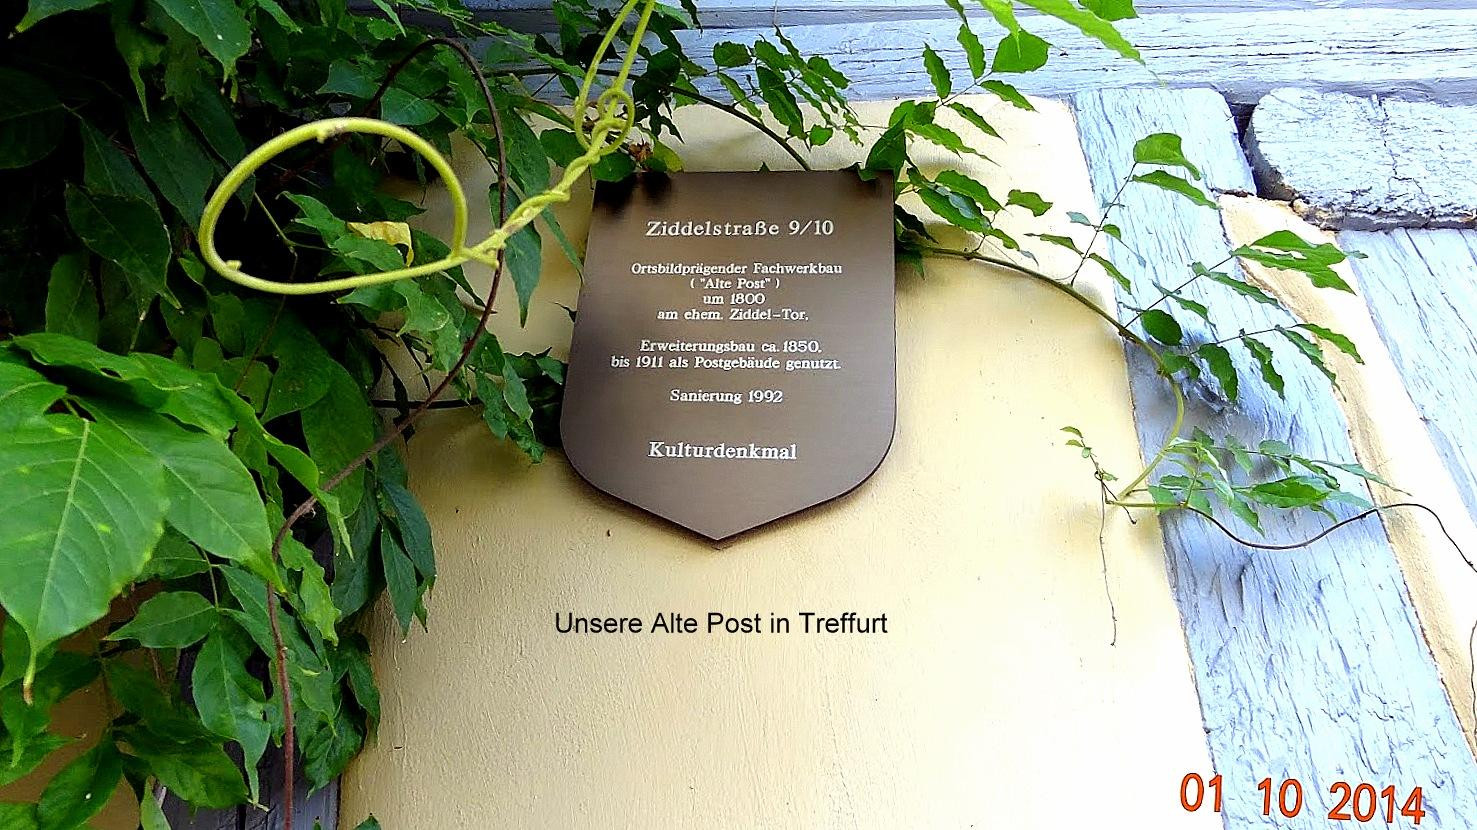 Ziddelstraße 9/10
Ortsbildprägender Fachwerkbau
( "Alte Post" )
um 1800
am ehem. Ziddel-Tor,
Erweiterungsbau ca. 1850,
bis 1911 als Postgebäude genutzt.
Sanierung 1992
Kulturdenkmal
Unsere Alte Post in Treffurt
01 10 2014